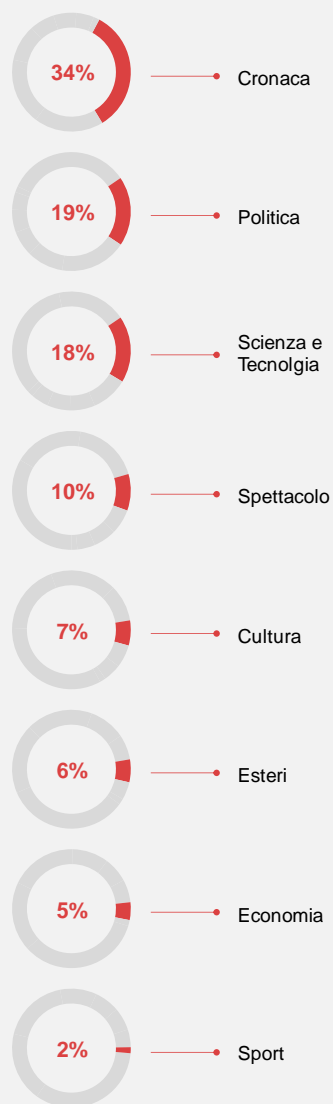 34%
Cronaca
19%
Politica
18%
Scienza e
Tecnolgia
10%
Spettacolo
7%
Cultura
6%
Esteri
5%
Economia
2%
Sport